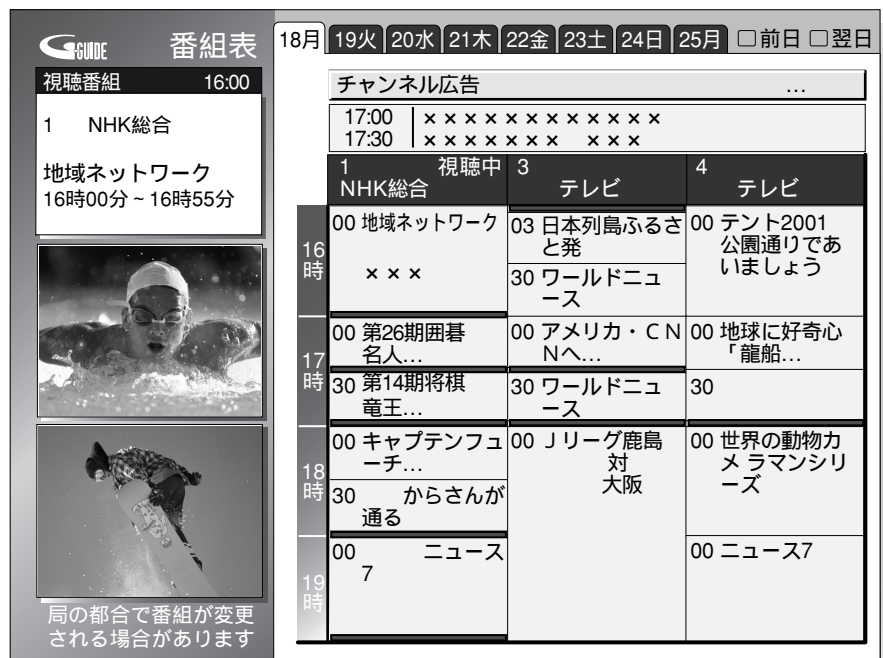 G-GUIDE 番組表
18月 19火 20水 21木 22金 23土 24日 25月 □前日 □翌日
視聴番組 16:00
1 NHK総合
地域ネットワーク
16時00分~16時55分
局の都合で番組が変更
される場合があります
チャンネル広告 …
17:00 ××××××××××××
17:30 ××××××× ×××
1 視聴中
NHK総合
3
テレビ
4
テレビ
16
時
00 地域ネットワーク
×××
03 日本列島ふるさ
と発
30 ワールドニュ
ース
00 テント2001
公園通りであ
いましょう
17
時
00 第26期囲碁
名人…
30 第14期将棋
竜王…
00 アメリカ・CN
Nヘ…
30 ワールドニュ
ース
00 地球に好奇心
「龍船…
30
18
時
00 キャプテンフュ
ーチ…
30 からさんが
通る
00 Jリーグ鹿島
対
大阪
00 世界の動物カ
メ ラマンシリ
ーズ
19
時
00 ニュース
7
00 ニュース7